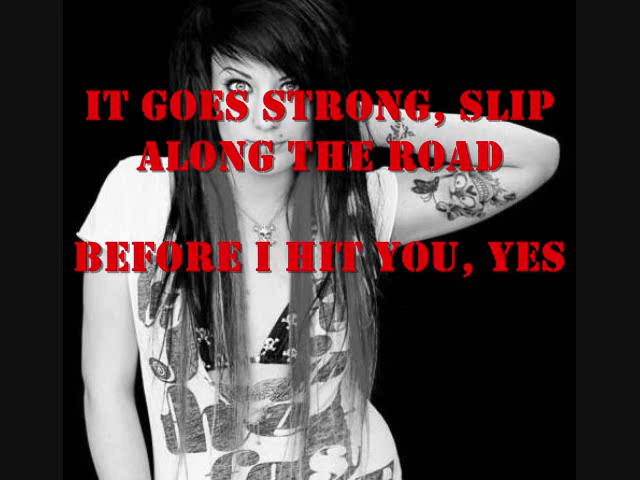 IT GOES STRONG, SLIP
ALONG THE ROAD
BEFORE I HIT YOU, YES